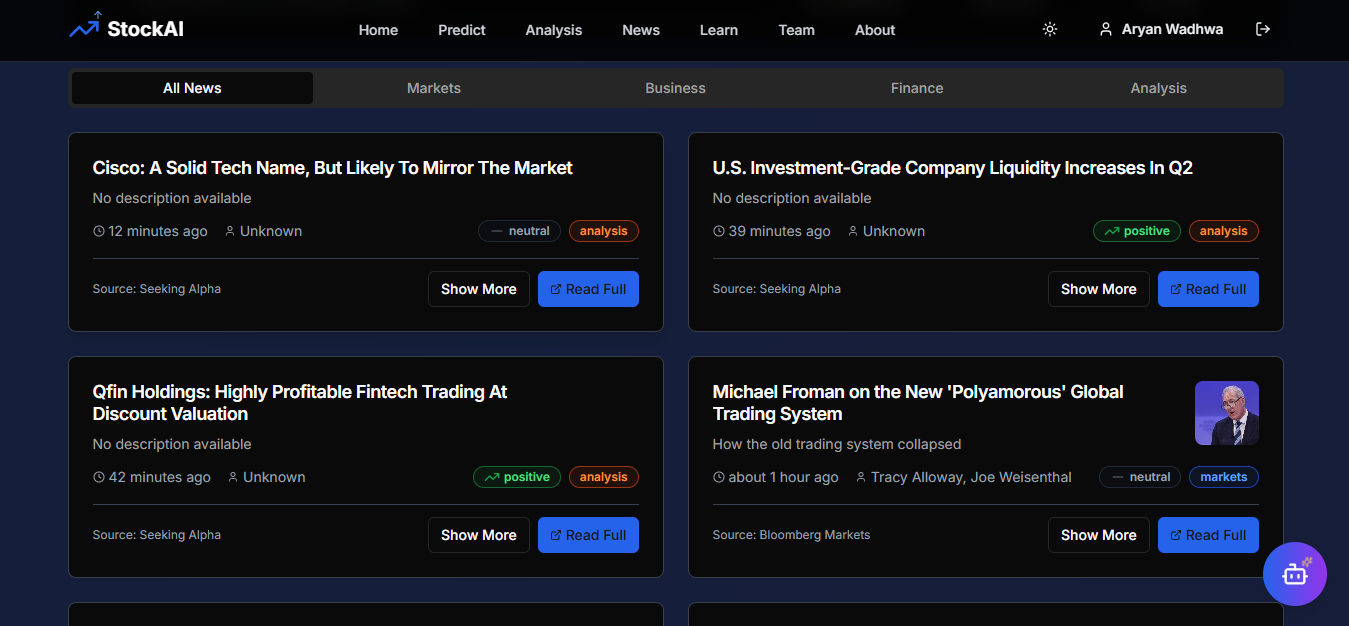 StockAI
Home
Predict
Analysis
News
Learn
Team
About
Aryan Wadhwa
All News
Markets
Business
Finance
Analysis
Cisco: A Solid Tech Name, But Likely To Mirror The Market
No description available
12 minutes ago
Unknown
neutral
analysis
Source: Seeking Alpha
Show More
Read Full
U.S. Investment-Grade Company Liquidity Increases In Q2
No description available
39 minutes ago
Unknown
positive
analysis
Source: Seeking Alpha
Show More
Read Full
Qfin Holdings: Highly Profitable Fintech Trading At
Discount Valuation
No description available
42 minutes ago
Unknown
positive
analysis
Source: Seeking Alpha
Show More
Read Full
Michael Froman on the New 'Polyamorous' Global
Trading System
How the old trading system collapsed
about 1 hour ago
Tracy Alloway, Joe Weisenthal
neutral
markets
Source: Bloomberg Markets
Show More
Read Full